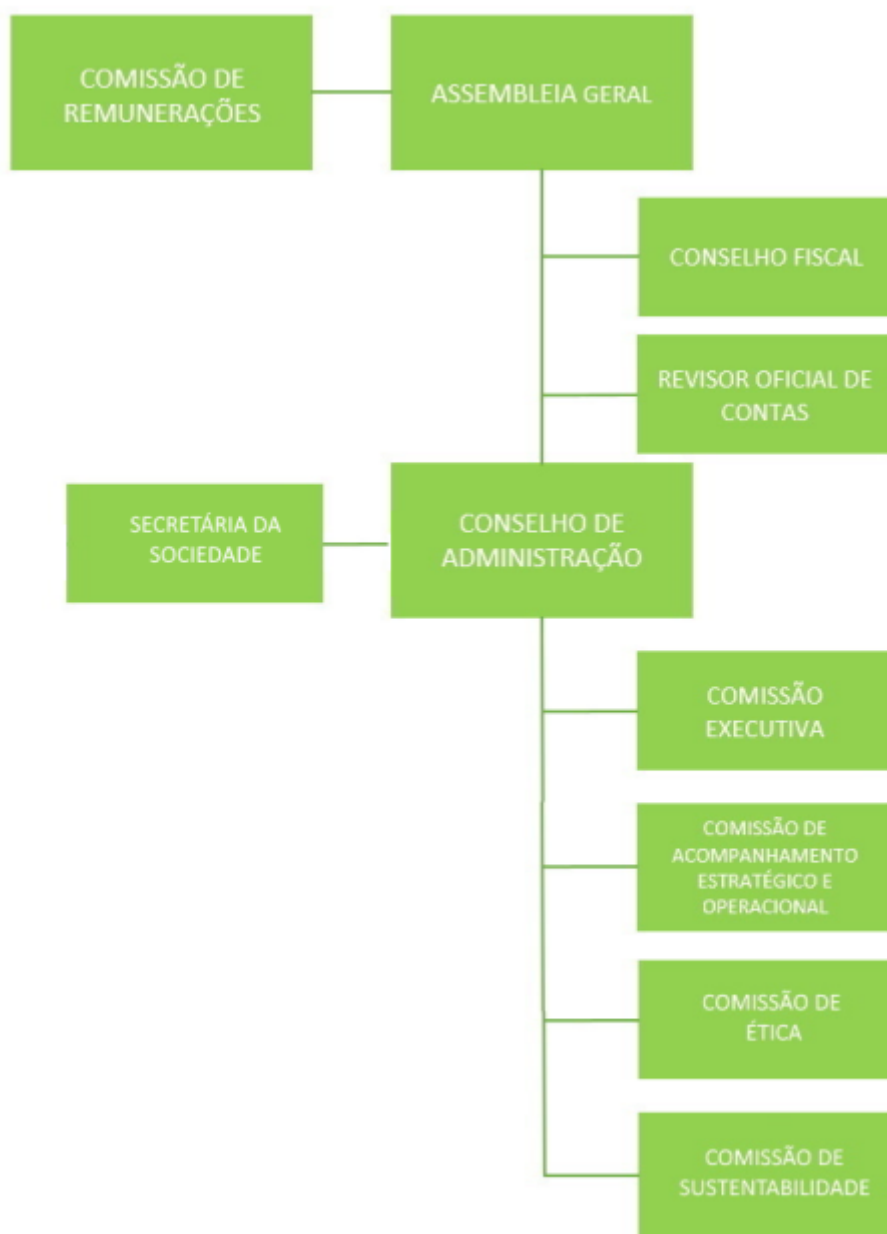 COMISSÃO DE
REMUNERAÇÕES
ASSEMBLEIA GERAL
CONSELHO FISCAL
REVISOR OFICIAL DE
CONTAS
SECRETÁRIA DA
SOCIEDADE
CONSELHO DE
ADMINISTRAÇÃO
COMISSÃO
EXECUTIVA
COMISSÃO DE
ACOMPANHAMENTO
ESTRATÉGICO E
OPERACIONAL
COMISSÃO DE
ÉTICA
COMISSÃO DE
SUSTENTABILIDADE